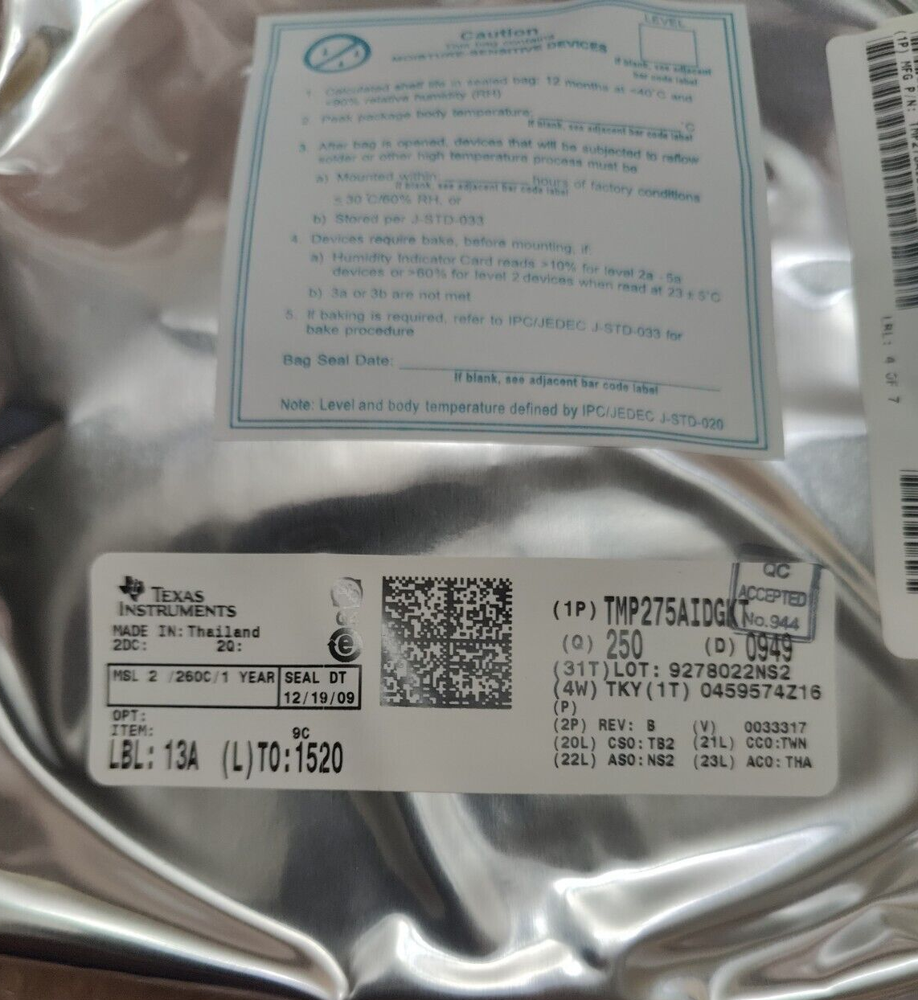 Caution
This bag contains
MOISTURE-SENSITIVE DEVICES
LEVEL
If blank, see adjacent
bar code label
1. Calculated shelf life in sealed bag: 12 months at <40°C and
<90% relative humidity (RH)
2. Peak package body temperature: °C
If blank, see adjacent bar code label
3. After bag is opened, devices that will be subjected to reflow
solder or other high temperature process must be
a) Mounted within: hours of factory conditions
If blank, see adjacent bar code label
≤ 30°C/60% RH, or
b) Stored per J-STD-033
4. Devices require bake, before mounting, if:
a) Humidity Indicator Card reads >10% for level 2a - 5a
devices or >60% for level 2 devices when read at 23 ± 5°C
b) 3a or 3b are not met
5. If baking is required, refer to IPC/JEDEC J-STD-033 for
bake procedure
Bag Seal Date:
If blank, see adjacent bar code label
Note: Level and body temperature defined by IPC/JEDEC J-STD-020
(1P) MFG P/N:
LBL: 4 OF 7
TEXAS
INSTRUMENTS
MADE IN: Thailand
2DC: 2Q:
MSL 2 /260C/1 YEAR
SEAL DT
12/19/09
OPT:
ITEM: 9C
LBL: 13A (L)TO:1520
(1P) TMP275AIDGKT
(Q) 250 (D) 0949
(31T)LOT: 9278022NS2
(4W) TKY(1T) 0459574Z16
(P)
(2P) REV: B (V) 0033317
(20L) CSO:TB2 (21L) CCO:TWN
(22L) ASO:NS2 (23L) ACO:THA
QC
ACCEPTED
No.944